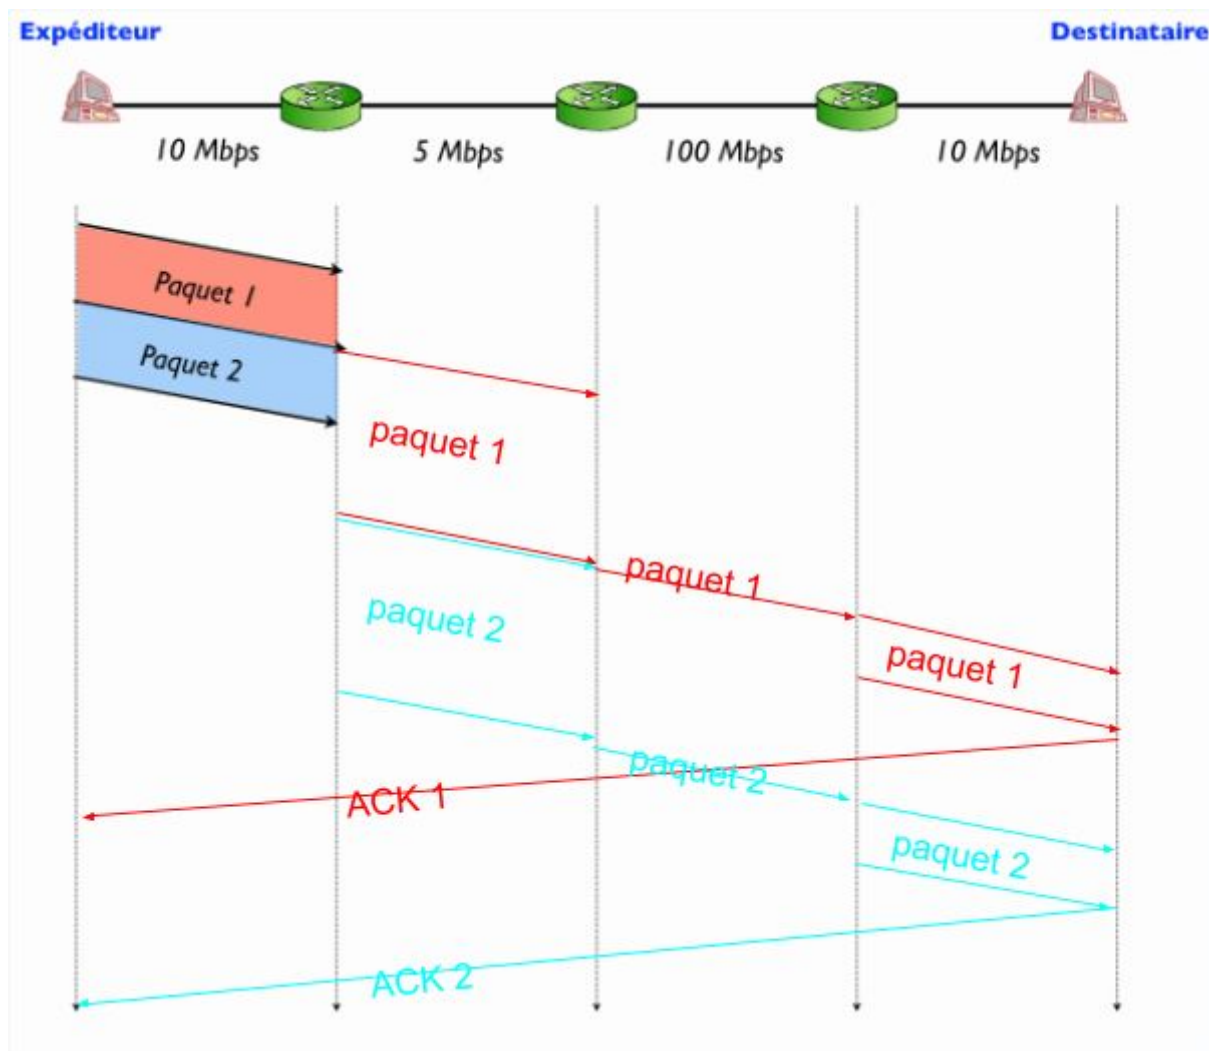 Expéditeur
Destinataire
10 Mbps
5 Mbps
100 Mbps
10 Mbps
Paquet 1
Paquet 2
paquet 1
paquet 1
paquet 2
paquet 1
paquet 2
ACK 1
paquet 2
ACK 2